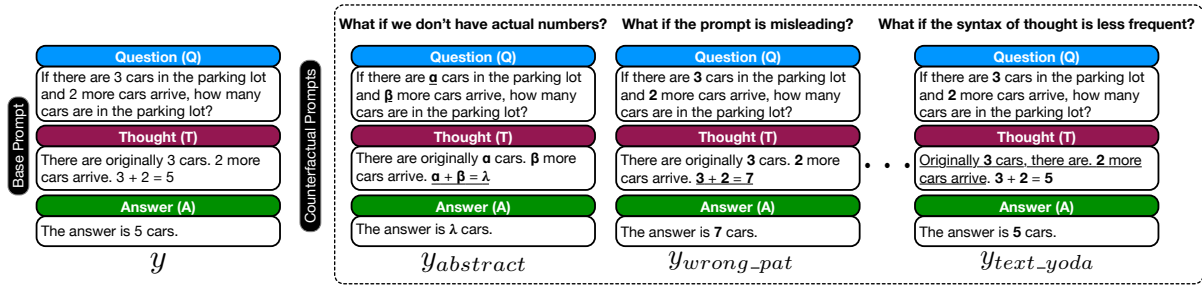 What if we don't have actual numbers?
What if the prompt is misleading?
What if the syntax of thought is less frequent?
Base Prompt
Question (Q)
If there are 3 cars in the parking lot
and 2 more cars arrive, how many
cars are in the parking lot?
Thought (T)
There are originally 3 cars. 2 more
cars arrive. 3 + 2 = 5
Answer (A)
The answer is 5 cars.
y
Counterfactual Prompts
Question (Q)
If there are α cars in the parking lot
and β more cars arrive, how many
cars are in the parking lot?
Thought (T)
There are originally α cars. β more
cars arrive. α + β = λ
Answer (A)
The answer is λ cars.
y_{abstract}
Question (Q)
If there are 3 cars in the parking lot
and 2 more cars arrive, how many
cars are in the parking lot?
Thought (T)
There are originally 3 cars. 2 more
cars arrive. 3 + 2 = 7
Answer (A)
The answer is 7 cars.
y_{wrong_pat}
• • •
Question (Q)
If there are 3 cars in the parking lot
and 2 more cars arrive, how many
cars are in the parking lot?
Thought (T)
Originally 3 cars, there are. 2 more
cars arrive. 3 + 2 = 5
Answer (A)
The answer is 5 cars.
y_{text_yoda}